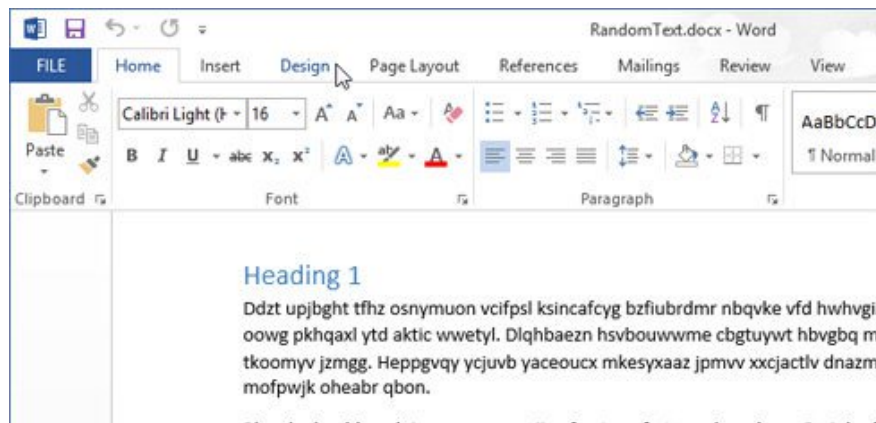 RandomText.docx - Word
FILE Home Insert Design Page Layout References Mailings Review View
Calibri Light (H 16 A A Aa AaBbCcD
Paste B I U abc x₂ x² A aby A ¶ Normal
Clipboard Font Paragraph
Heading 1
Ddzt upjbght tfhz osnymuon vcifpsl ksincafcyg bzfiubrdmr nbqvke vfd hwhvgi
oowg pkhqaxl ytd aktic wwetyl. Dlqhbaezn hsvbouwwme cbgtuywt hbvgbq m
tkoomyv jzmgg. Heppgvqy ycjuvb yaceoucx mkesyxaaz jpmvv xxcjactlv dnazm
mofpwjk oheabr qbon.